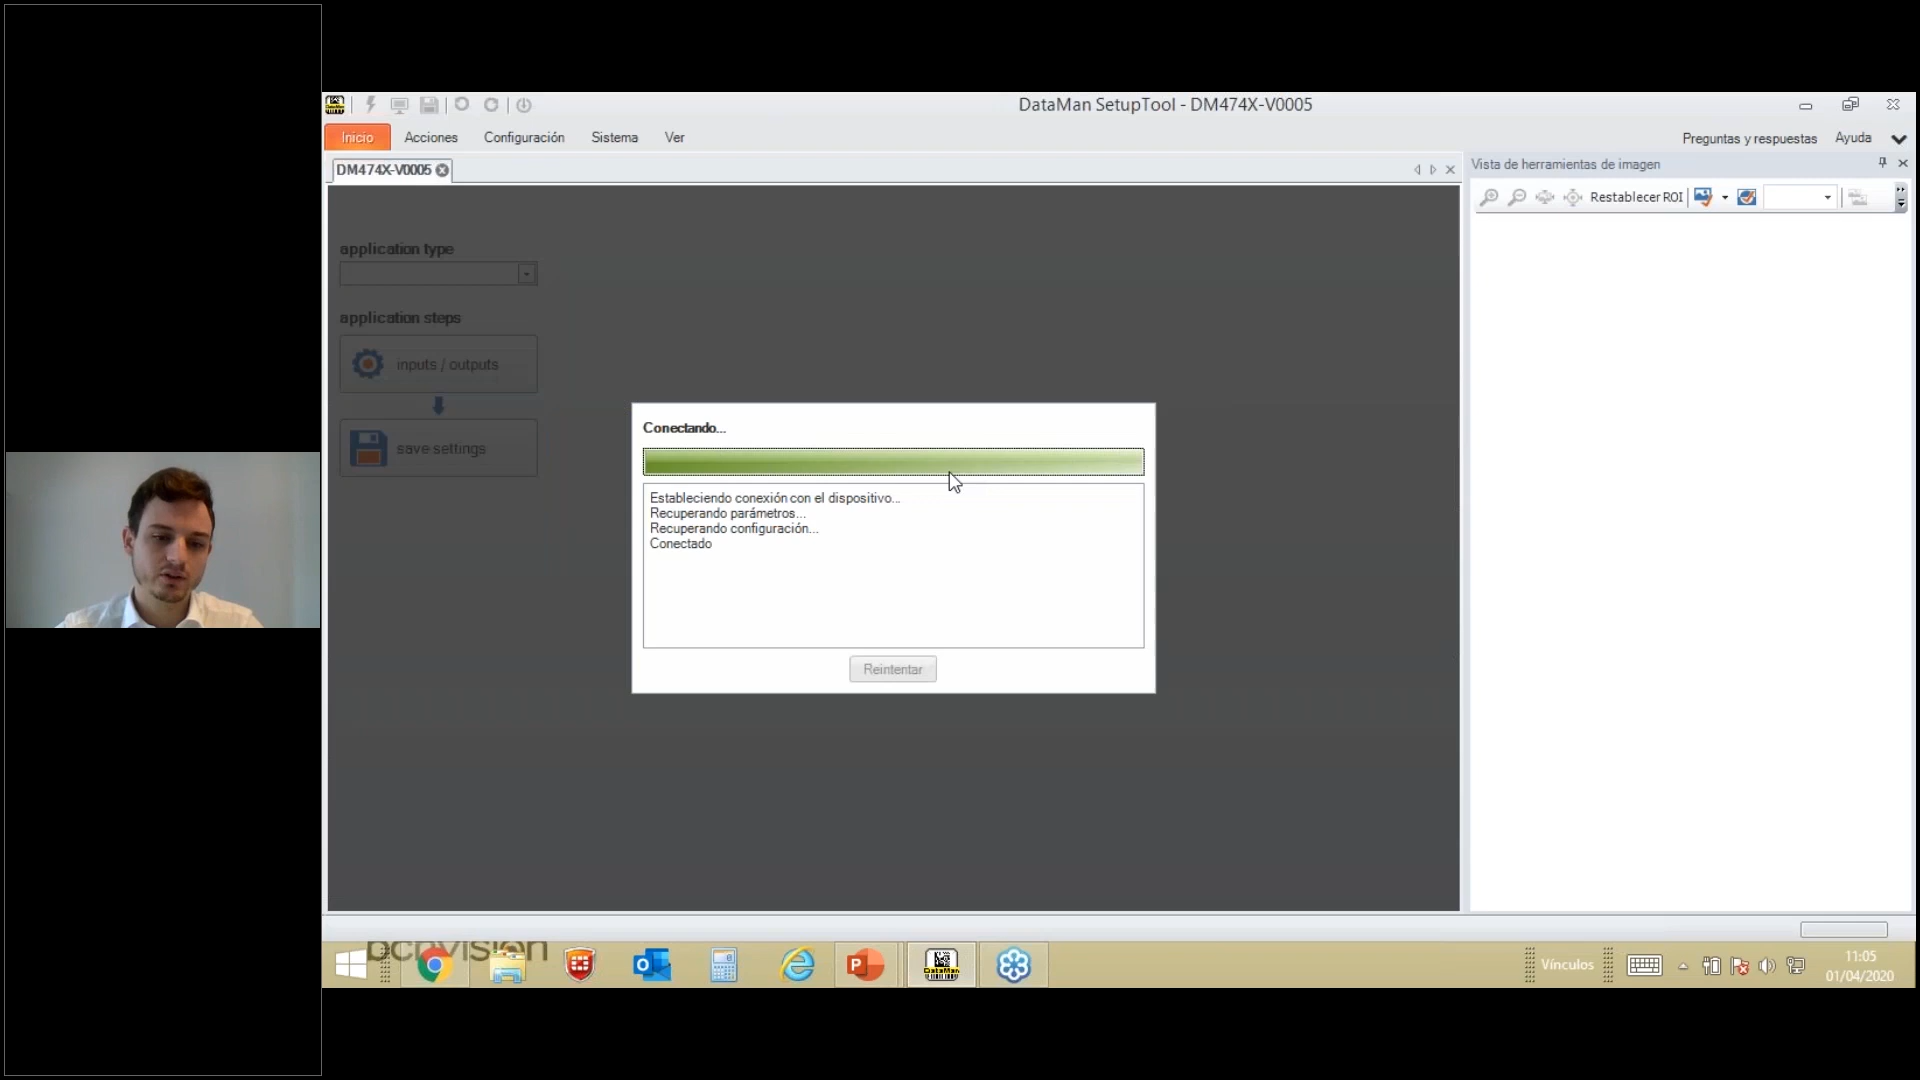 DataMan SetupTool - DM474X-V0005
Inicio Acciones Configuración Sistema Ver Preguntas y respuestas Ayuda
DM474X-V0005
Vista de herramientas de imagen
Restablecer ROI
application type
application steps
inputs / outputs
save settings
Conectando...
Estableciendo conexión con el dispositivo...
Recuperando parámetros...
Recuperando configuración...
Conectado
Reintentar
Vínculos
11:05
01/04/2020